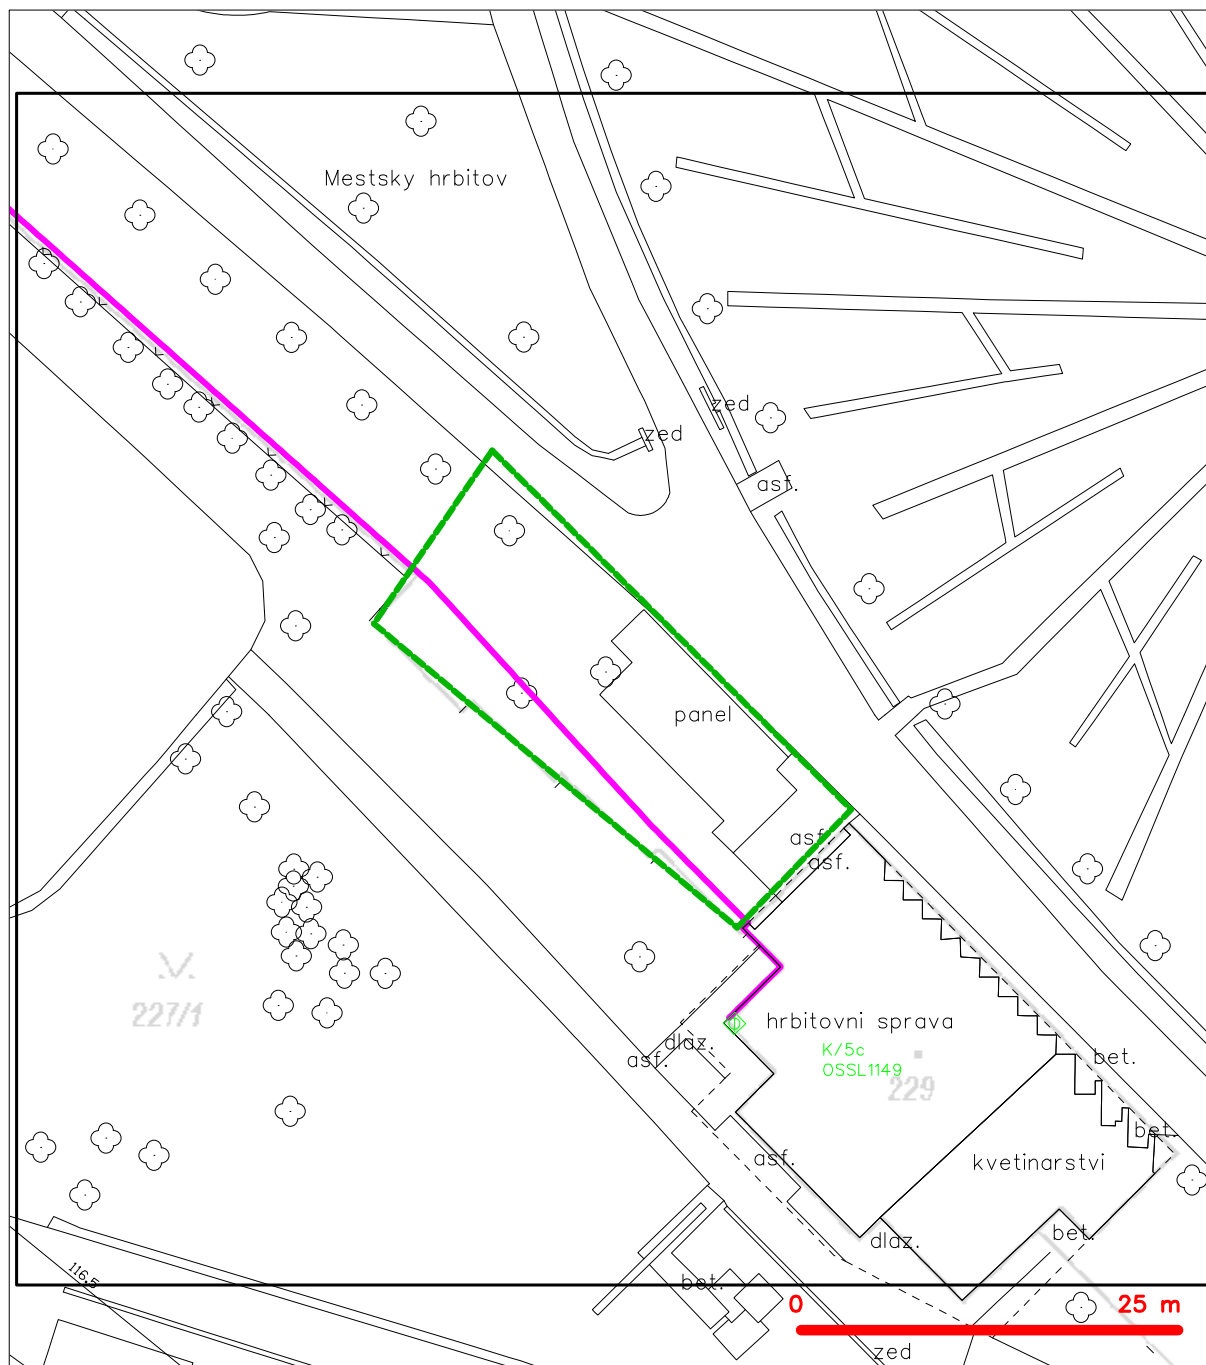 Mestsky hrbitov
zed
zed
asf.
panel
asf.
asf.
227/1
hrbitovni sprava
dlaz.
asf.
K/5c
OSSL1149
229
bet.
bet.
asf.
kvetinarstvi
bet.
dlaz.
116.5
bet.
0
25 m
zed